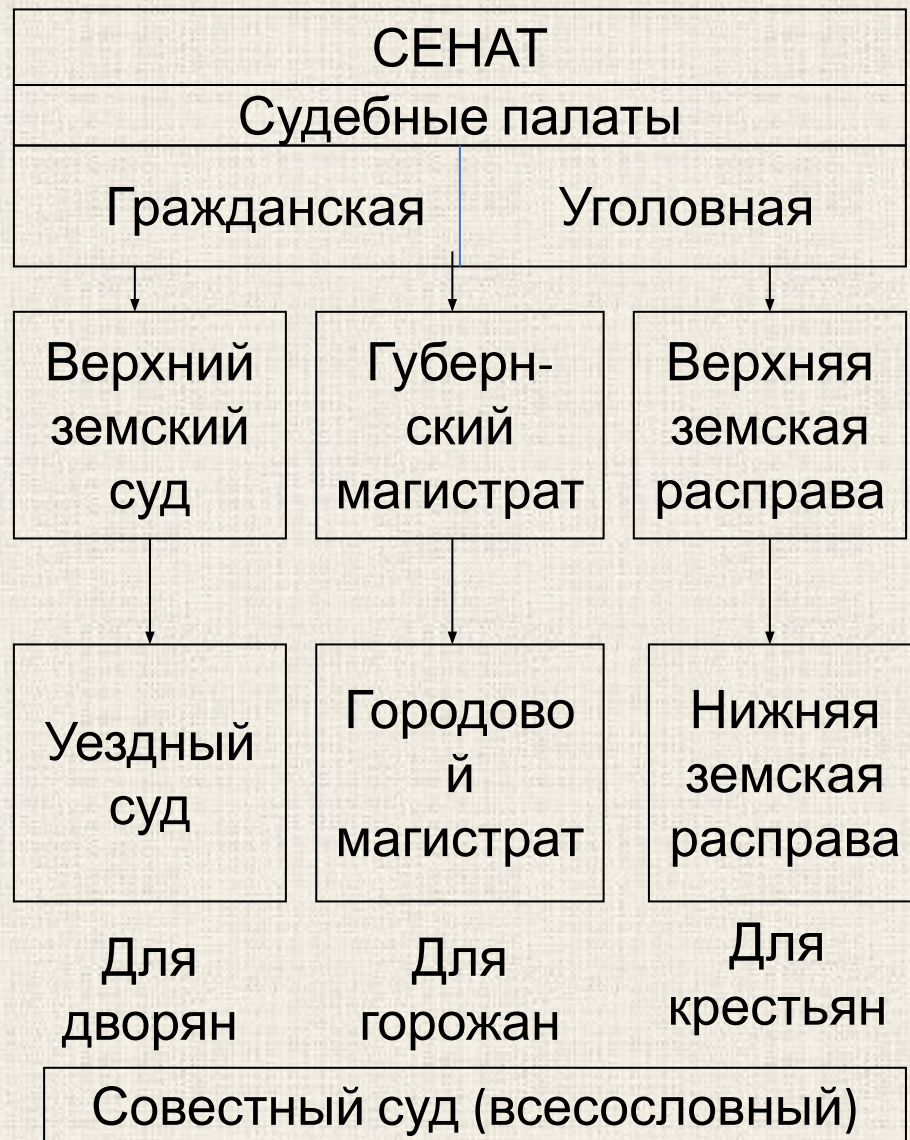 СЕНАТ
Судебные палаты
Гражданская
Уголовная
Верхний
земский
суд
Губерн-
ский
магистрат
Верхняя
земская
расправа
Уездный
суд
Городово
й
магистрат
Нижняя
земская
расправа
Для
дворян
Для
горожан
Для
крестьян
Совестный суд (всесословный)